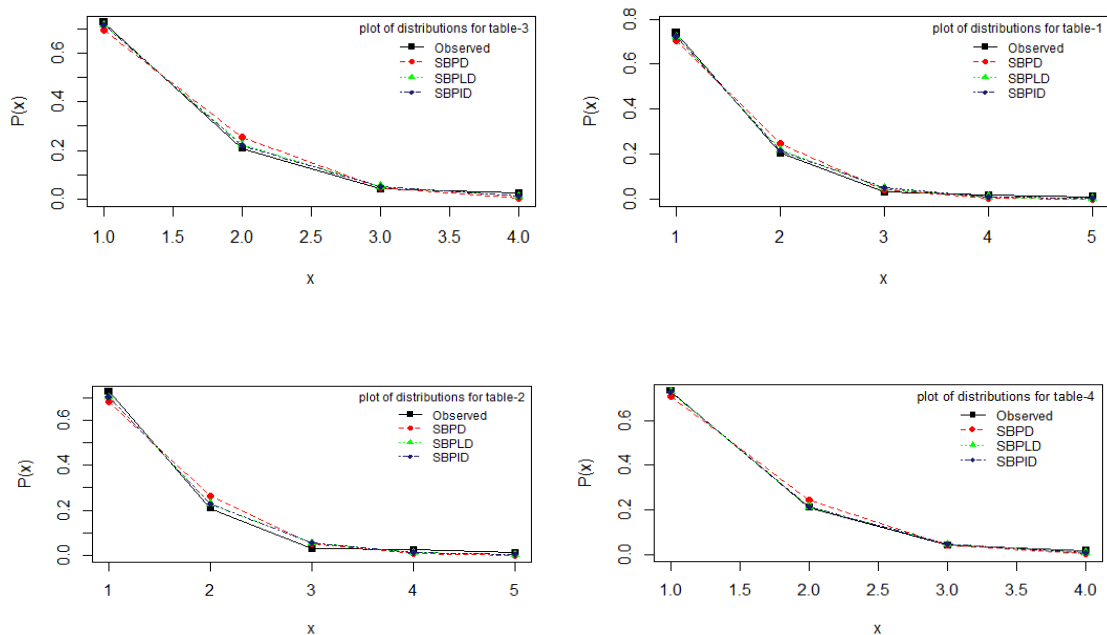 plot of distributions for table-3
Observed
SBPD
SBPLD
SBPID
P(x)
0.6
0.2
0.0
1.0 1.5 2.0 2.5 3.0 3.5 4.0
x
plot of distributions for table-1
Observed
SBPD
SBPLD
SBPID
P(x)
0.8
0.6
0.4
0.2
0.0
1 2 3 4 5
x
plot of distributions for table-2
Observed
SBPD
SBPLD
SBPID
P(x)
0.6
0.4
0.2
0.0
1 2 3 4 5
x
plot of distributions for table-4
Observed
SBPD
SBPLD
SBPID
P(x)
0.6
0.4
0.2
0.0
1.0 1.5 2.0 2.5 3.0 3.5 4.0
x